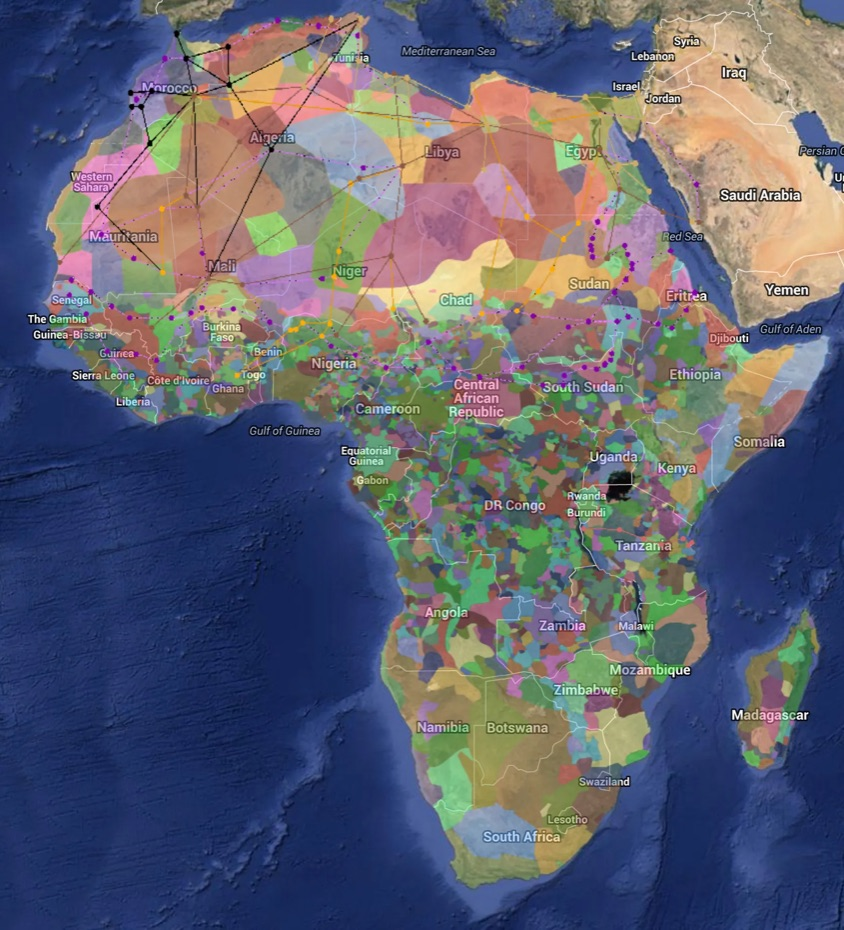 Syria
Mediterranean Sea
Tunisia
Lebanon
Iraq
Israel
Morocco
Jordan
Algeria
Libya
Egyp
Persian G
Western
Sahara
Saudi Arabia
Mauritania
Red Sea
Mali
Niger
Sudan
Eritrea
Yemen
Senegal
Chad
The Gambia
Burkina
Faso
Gulf of Aden
Guinea-Bissau
Djibouti
Guinea
Benin
Nigeria
Sierra Leone
Côte d'Ivoire
Togo
Ethiopia
Ghana
Central
African
Republic
South Sudan
Liberia
Cameroon
Gulf of Guinea
Somalia
Equatorial
Guinea
Uganda
Kenya
Gabon
Rwanda
DR Congo
Burundi
Tanzania
Angola
Zambia
Malawi
Mozambique
Zimbabwe
Madagascar
Namibia
Botswana
Swaziland
Lesotho
South Africa